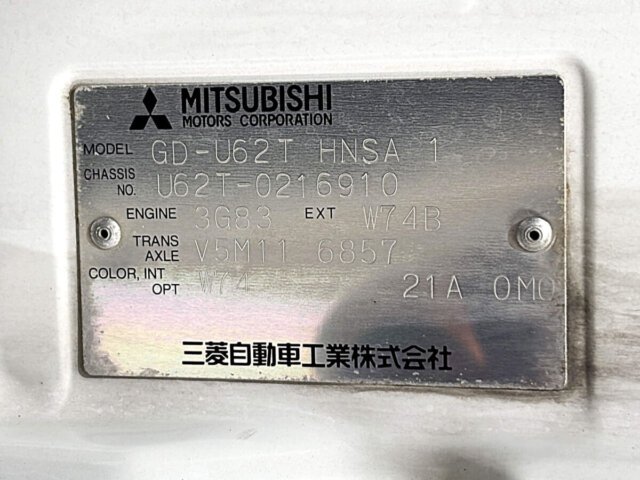 MITSUBISHI
MOTORS CORPORATION
MODEL GD-U62T HNSA 1
CHASSIS NO. U62T-0216910
ENGINE 3G83 EXT W74B
TRANS AXLE V5M11 6857
COLOR, INT OPT W74 21A 0M0
三菱自動車工業株式会社